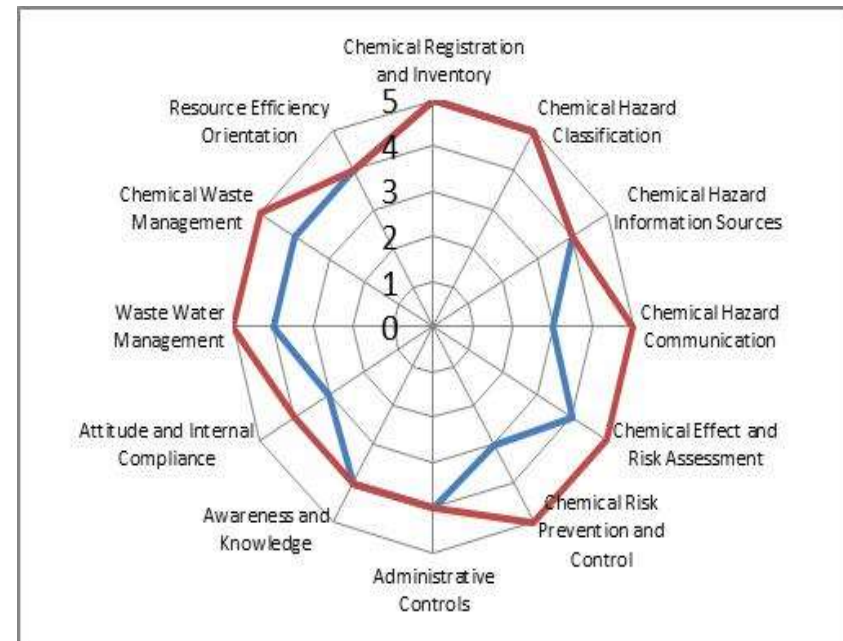 Chemical Registration
and Inventory
Chemical Hazard
Classification
Chemical Hazard
Information Sources
Chemical Hazard
Communication
Chemical Effect and
Risk Assessment
Chemical Risk
Prevention and
Control
Administrative
Controls
Awareness and
Knowledge
Attitude and Internal
Compliance
Waste Water
Management
Chemical Waste
Management
Resource Efficiency
Orientation
5
4
3
2
1
0